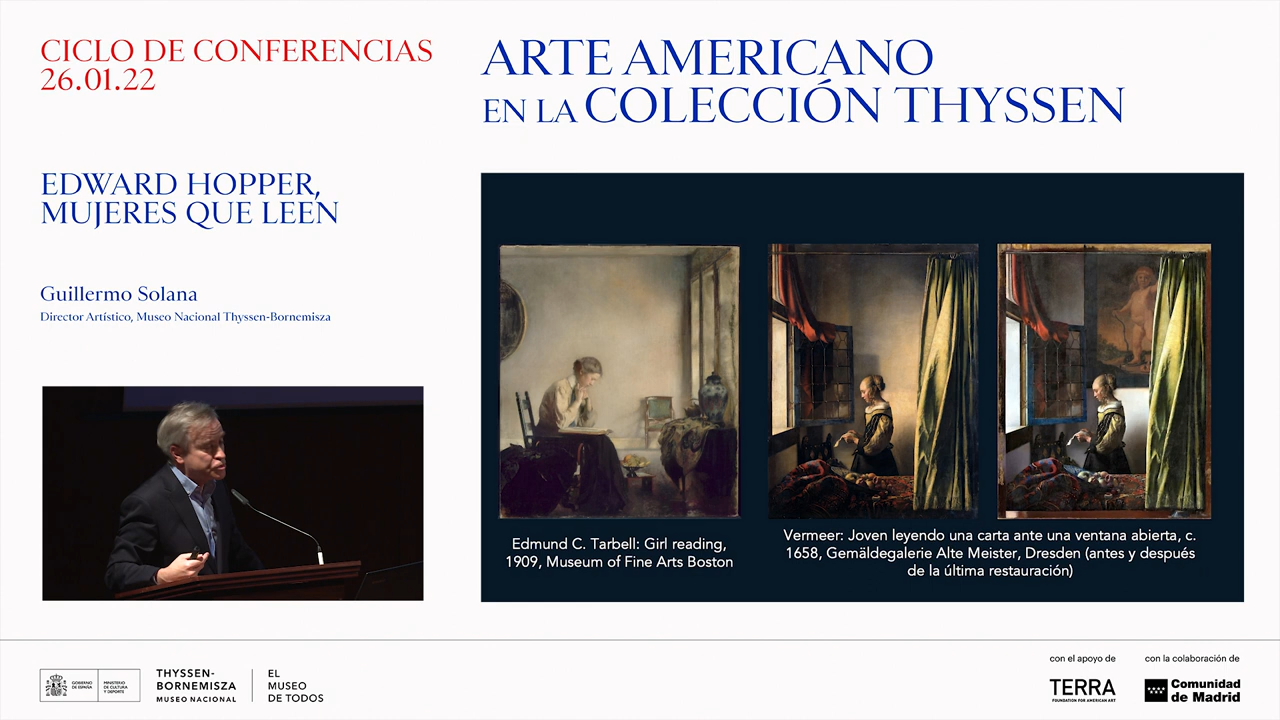 CICLO DE CONFERENCIAS
26.01.22
ARTE AMERICANO
EN LA COLECCIÓN THYSSEN
EDWARD HOPPER,
MUJERES QUE LEEN
Guillermo Solana
Director Artístico, Museo Nacional Thyssen-Bornemisza
Edmund C. Tarbell: Girl reading,
1909, Museum of Fine Arts Boston
Vermeer: Joven leyendo una carta ante una ventana abierta, c.
1658, Gemäldegalerie Alte Meister, Dresden (antes y después
de la última restauración)
GOBIERNO
DE ESPAÑA
MINISTERIO
DE CULTURA
Y DEPORTE
THYSSEN-
BORNEMISZA
MUSEO NACIONAL
EL
MUSEO
DE TODOS
con el apoyo de
TERRA
FOUNDATION FOR AMERICAN ART
con la colaboración de
Comunidad
de Madrid